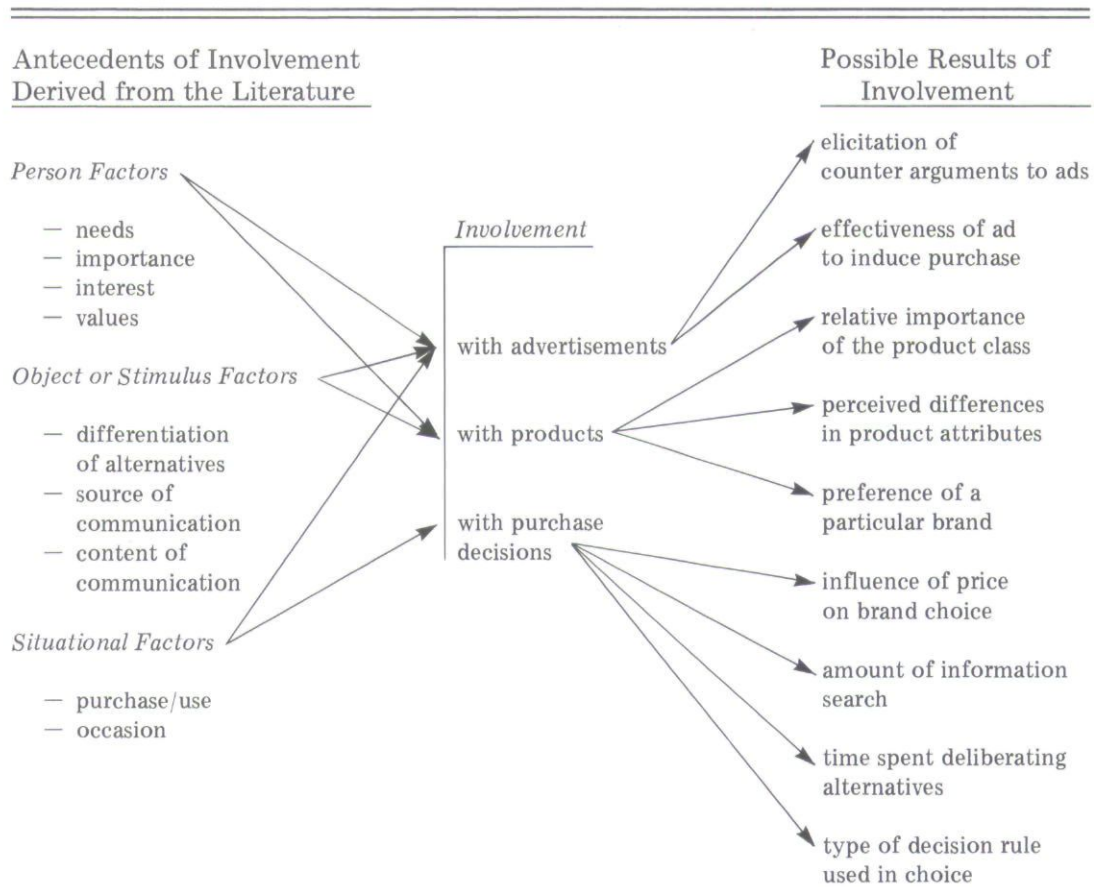 Antecedents of Involvement
Derived from the Literature
Person Factors
— needs
— importance
— interest
— values
Object or Stimulus Factors
— differentiation
of alternatives
— source of
communication
— content of
communication
Situational Factors
— purchase/use
— occasion
Involvement
with advertisements
with products
with purchase
decisions
Possible Results of
Involvement
elicitation of
counter arguments to ads
effectiveness of ad
to induce purchase
relative importance
of the product class
perceived differences
in product attributes
preference of a
particular brand
influence of price
on brand choice
amount of information
search
time spent deliberating
alternatives
type of decision rule
used in choice